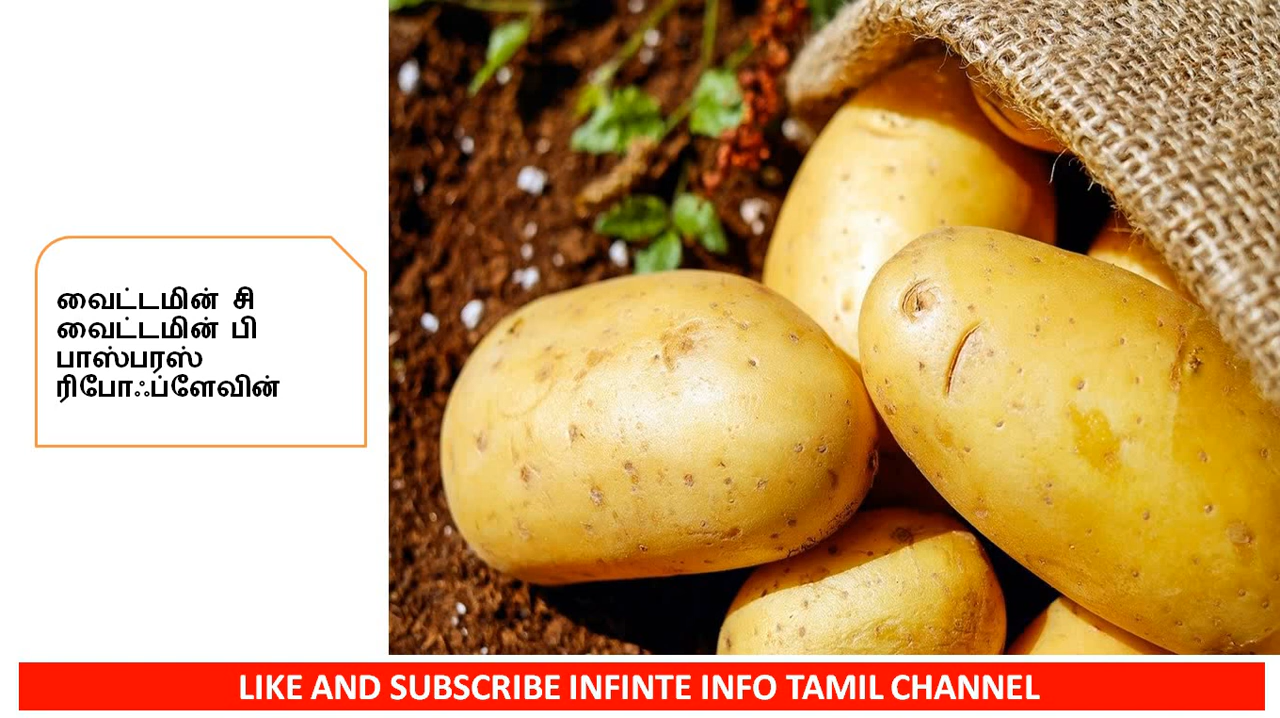 வைட்டமின் சி
வைட்டமின் பி
பாஸ்பரஸ்
ரிபோஃப்ளேவின்
LIKE AND SUBSCRIBE INFINTE INFO TAMIL CHANNEL